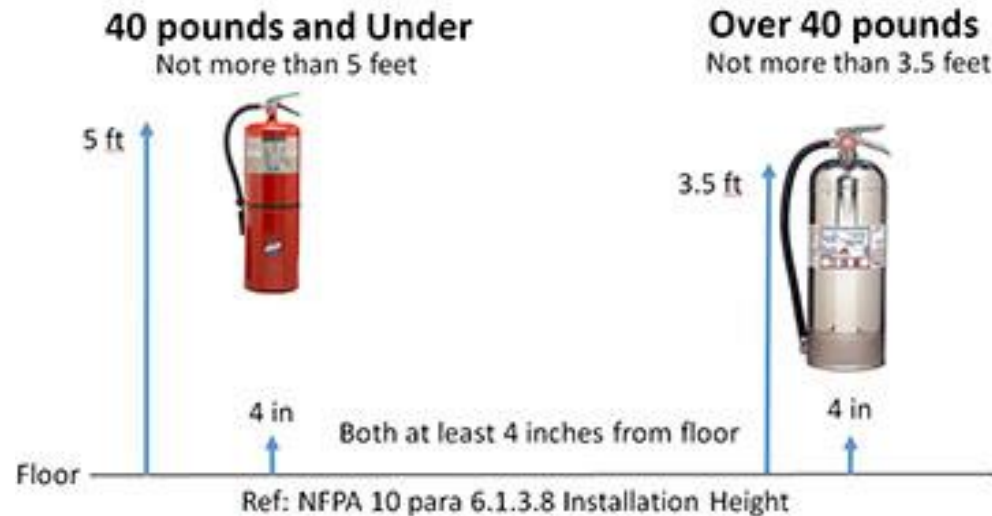 40 pounds and Under
Not more than 5 feet
Over 40 pounds
Not more than 3.5 feet
5 ft
3.5 ft
4 in
4 in
Both at least 4 inches from floor
Floor
Ref: NFPA 10 para 6.1.3.8 Installation Height